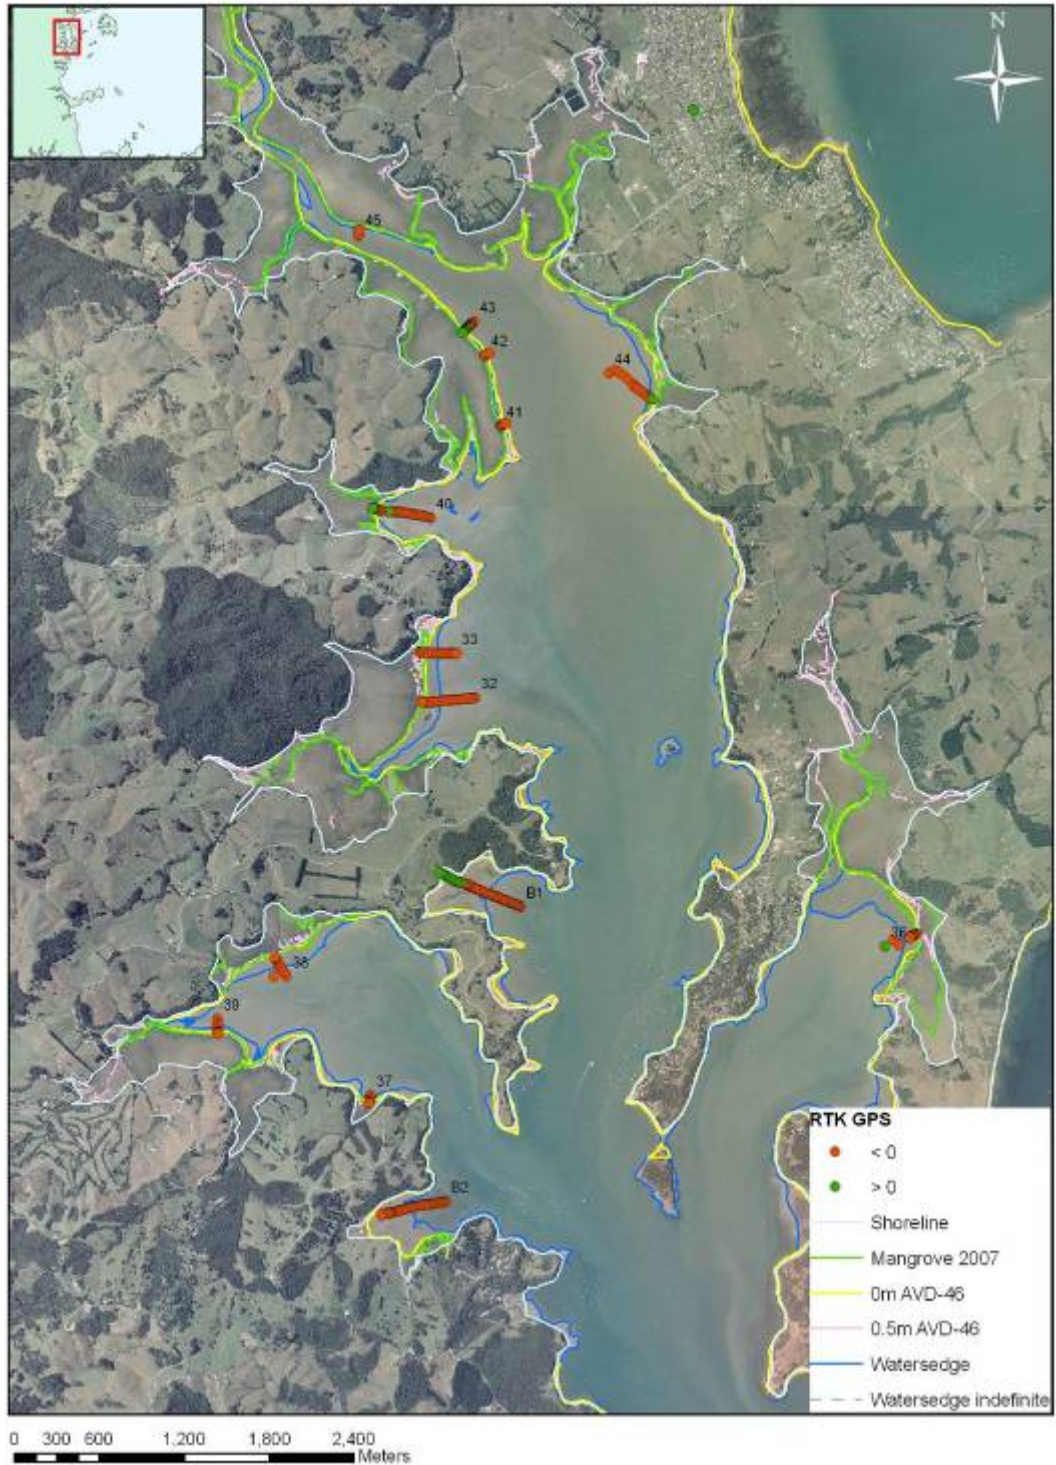 N
45
43
42
44
41
40
33
32
B1
36
38
39
37
B2
RTK GPS
< 0
> 0
Shoreline
Mangrove 2007
0m AVD-46
0.5m AVD-46
Watersedge
Watersedge indefinite
0 300 600 1,200 1,800 2,400
Meters